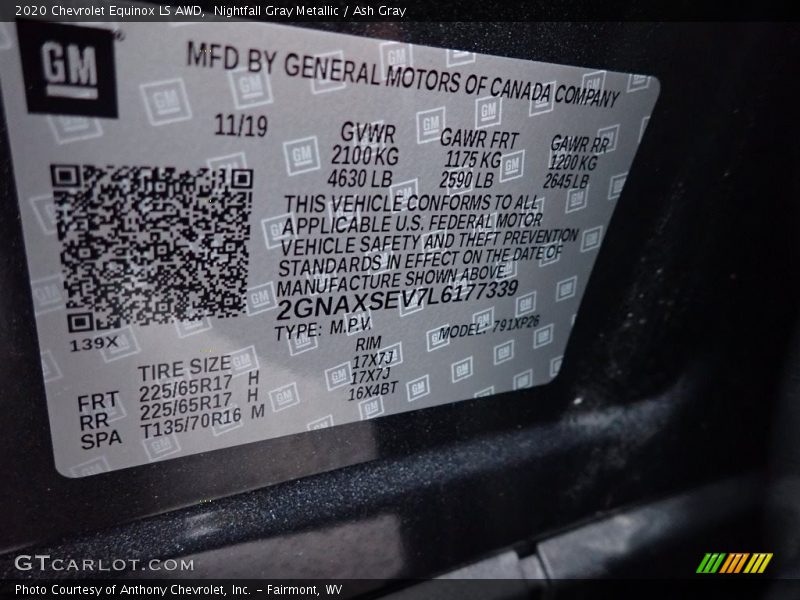 2020 Chevrolet Equinox LS AWD, Nightfall Gray Metallic / Ash Gray
GM
MFD BY GENERAL MOTORS OF CANADA COMPANY
11/19 GVWR GAWR FRT GAWR RR
2100 KG 1175 KG 1200 KG
4630 LB 2590 LB 2645 LB
THIS VEHICLE CONFORMS TO ALL
APPLICABLE U.S. FEDERAL MOTOR
VEHICLE SAFETY AND THEFT PREVENTION
STANDARDS IN EFFECT ON THE DATE OF
MANUFACTURE SHOWN ABOVE.
2GNAXSEV7L6177339
139X TYPE: M.P.V. MODEL: 791XP26
TIRE SIZE RIM
FRT 225/65R17 H 17X7J
RR 225/65R17 H 17X7J
SPA T135/70R16 M 16X4BT
GTCARLOT.COM
Photo Courtesy of Anthony Chevrolet, Inc. – Fairmont, WV